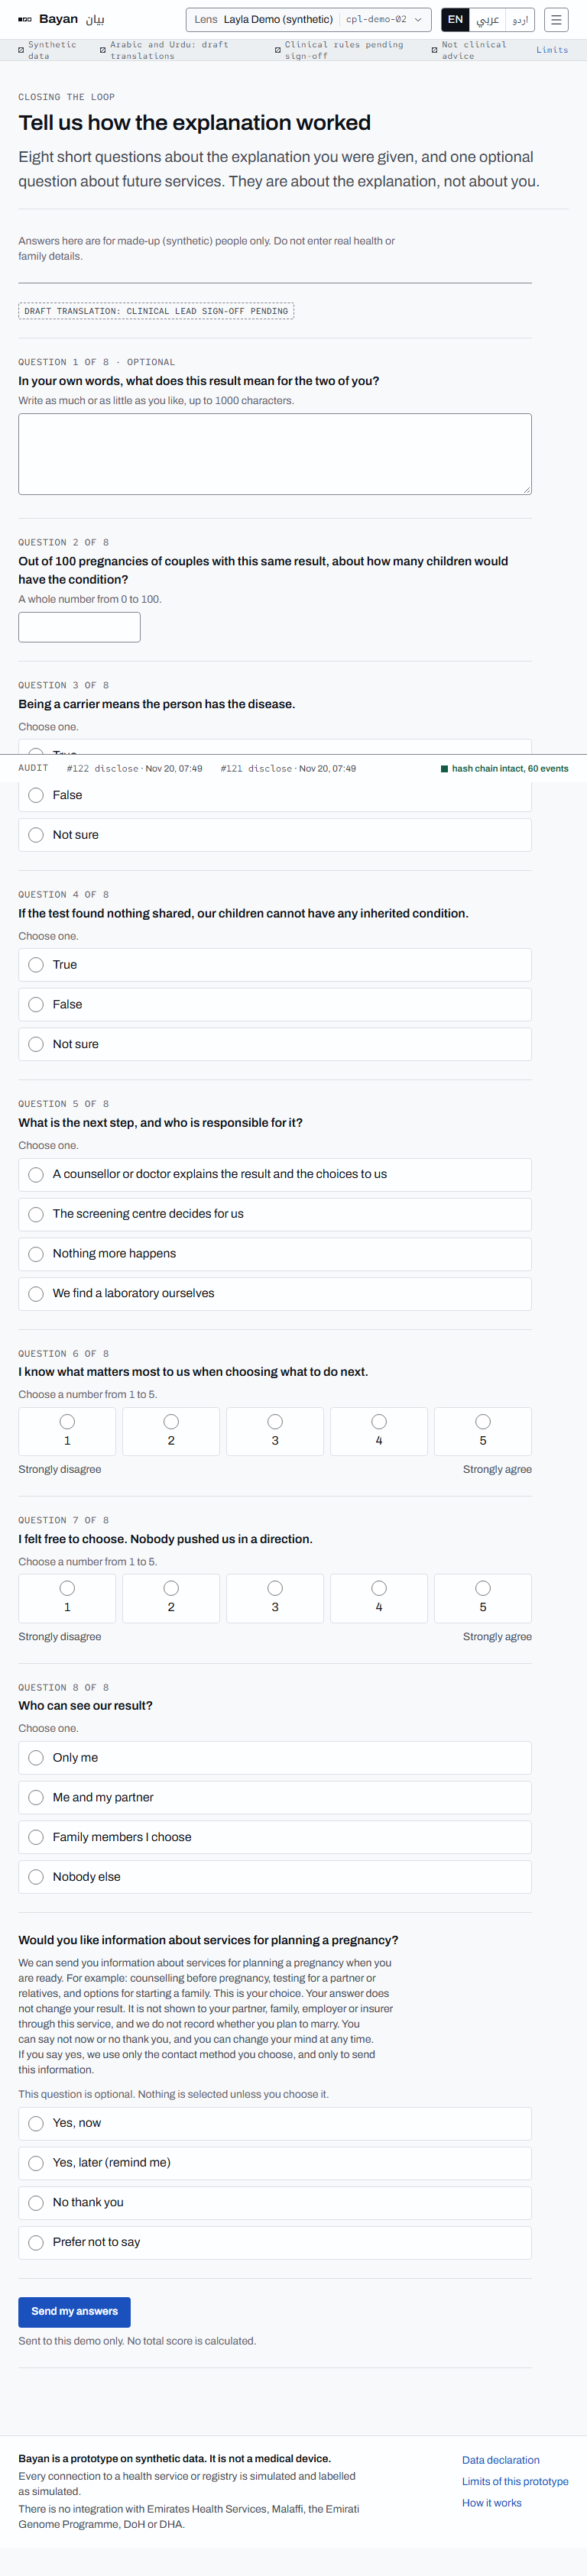 Bayan بيان
Lens Layla Demo (synthetic) cpl-demo-02
EN عربي اردو
Synthetic data
Arabic and Urdu: draft translations
Clinical rules pending sign-off
Not clinical advice
Limits
CLOSING THE LOOP
Tell us how the explanation worked
Eight short questions about the explanation you were given, and one optional
question about future services. They are about the explanation, not about you.
Answers here are for made-up (synthetic) people only. Do not enter real health or
family details.
DRAFT TRANSLATION: CLINICAL LEAD SIGN-OFF PENDING
QUESTION 1 OF 8 · OPTIONAL
In your own words, what does this result mean for the two of you?
Write as much or as little as you like, up to 1000 characters.
QUESTION 2 OF 8
Out of 100 pregnancies of couples with this same result, about how many children would
have the condition?
A whole number from 0 to 100.
QUESTION 3 OF 8
Being a carrier means the person has the disease.
Choose one.
True
AUDIT #122 disclose · Nov 20, 07:49 #121 disclose · Nov 20, 07:49 hash chain intact, 60 events
False
Not sure
QUESTION 4 OF 8
If the test found nothing shared, our children cannot have any inherited condition.
Choose one.
True
False
Not sure
QUESTION 5 OF 8
What is the next step, and who is responsible for it?
Choose one.
A counsellor or doctor explains the result and the choices to us
The screening centre decides for us
Nothing more happens
We find a laboratory ourselves
QUESTION 6 OF 8
I know what matters most to us when choosing what to do next.
Choose a number from 1 to 5.
1 2 3 4 5
Strongly disagree Strongly agree
QUESTION 7 OF 8
I felt free to choose. Nobody pushed us in a direction.
Choose a number from 1 to 5.
1 2 3 4 5
Strongly disagree Strongly agree
QUESTION 8 OF 8
Who can see our result?
Choose one.
Only me
Me and my partner
Family members I choose
Nobody else
Would you like information about services for planning a pregnancy?
We can send you information about services for planning a pregnancy when you
are ready. For example: counselling before pregnancy, testing for a partner or
relatives, and options for starting a family. This is your choice. Your answer does
not change your result. It is not shown to your partner, family, employer or insurer
through this service, and we do not record whether you plan to marry. You
can say not now or no thank you, and you can change your mind at any time.
If you say yes, we use only the contact method you choose, and only to send
this information.
This question is optional. Nothing is selected unless you choose it.
Yes, now
Yes, later (remind me)
No thank you
Prefer not to say
Send my answers
Sent to this demo only. No total score is calculated.
Bayan is a prototype on synthetic data. It is not a medical device.
Every connection to a health service or registry is simulated and labelled
as simulated.
There is no integration with Emirates Health Services, Malaffi, the Emirati
Genome Programme, DoH or DHA.
Data declaration
Limits of this prototype
How it works